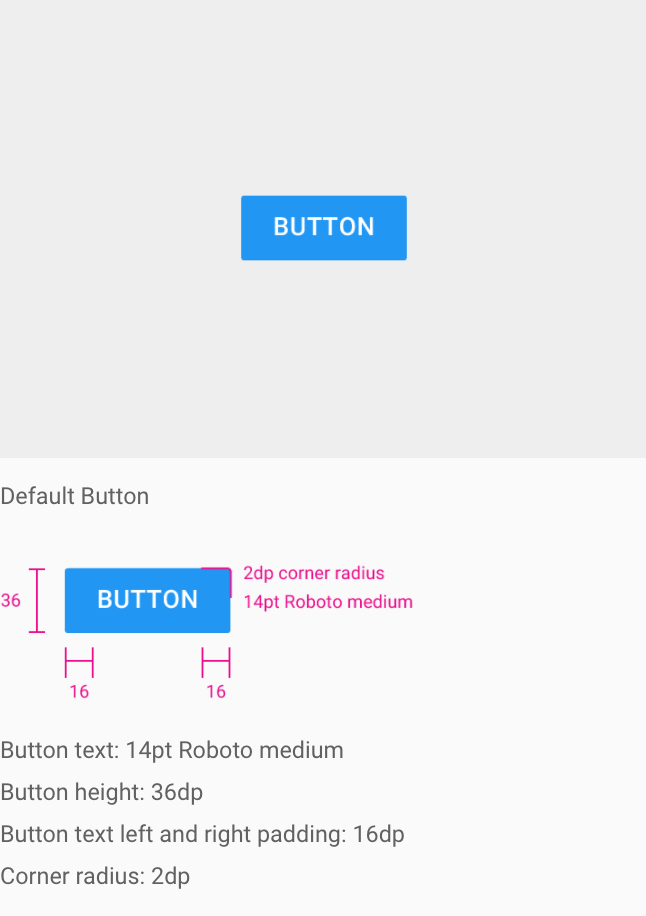 BUTTON
Default Button
36
BUTTON
2dp corner radius
14pt Roboto medium
16
16
Button text: 14pt Roboto medium
Button height: 36dp
Button text left and right padding: 16dp
Corner radius: 2dp